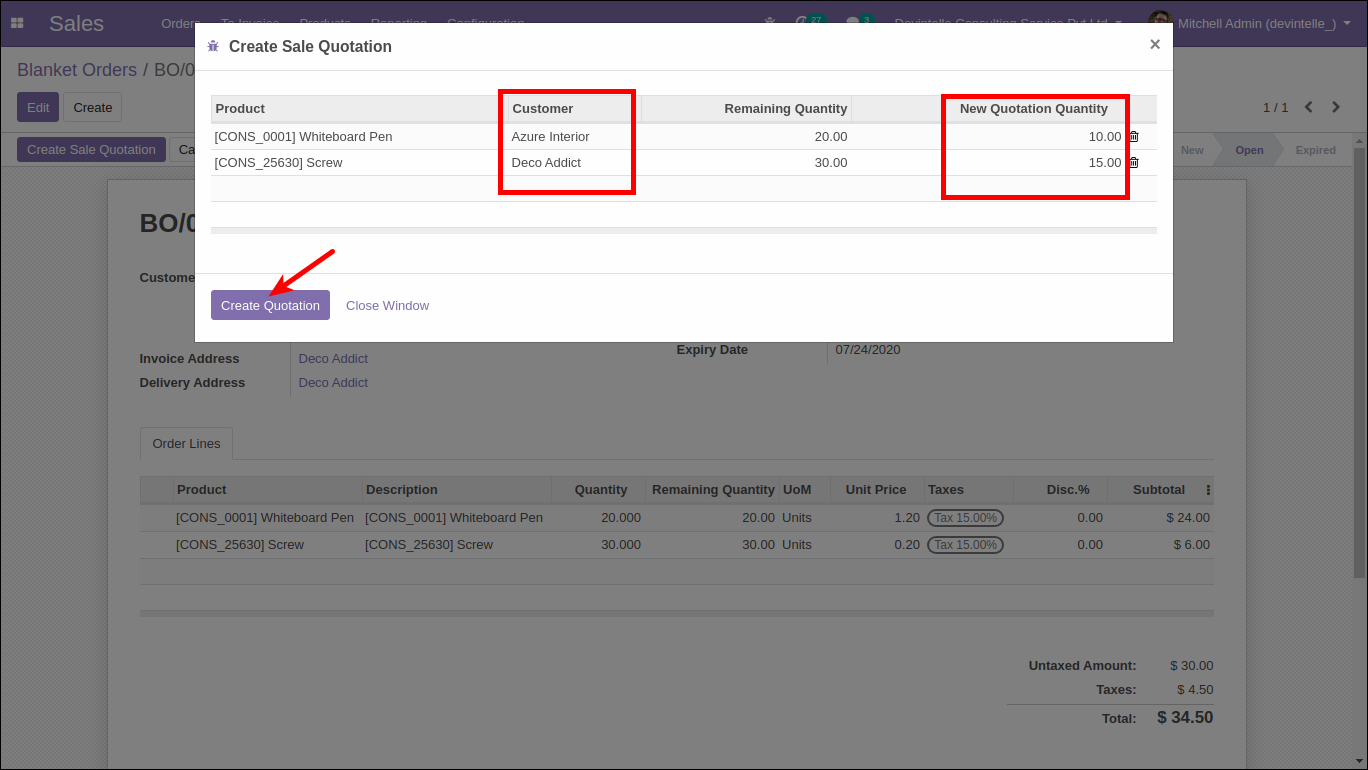 Sales Orders To Invoice Products Reporting Configuration 27 3 Devintelle Consulting Service Pvt Ltd Mitchell Admin (devintelle_)
Create Sale Quotation ×
Blanket Orders / BO/0
Edit Create 1 / 1
Create Sale Quotation Ca New Open Expired
Product Customer Remaining Quantity New Quotation Quantity
[CONS_0001] Whiteboard Pen Azure Interior 20.00 10.00
[CONS_25630] Screw Deco Addict 30.00 15.00
Create Quotation Close Window
BO/0
Custome
Expiry Date 07/24/2020
Invoice Address Deco Addict
Delivery Address Deco Addict
Order Lines
Product Description Quantity Remaining Quantity UoM Unit Price Taxes Disc.% Subtotal
[CONS_0001] Whiteboard Pen [CONS_0001] Whiteboard Pen 20.000 20.00 Units 1.20 Tax 15.00% 0.00 $ 24.00
[CONS_25630] Screw [CONS_25630] Screw 30.000 30.00 Units 0.20 Tax 15.00% 0.00 $ 6.00
Untaxed Amount: $ 30.00
Taxes: $ 4.50
Total: $ 34.50